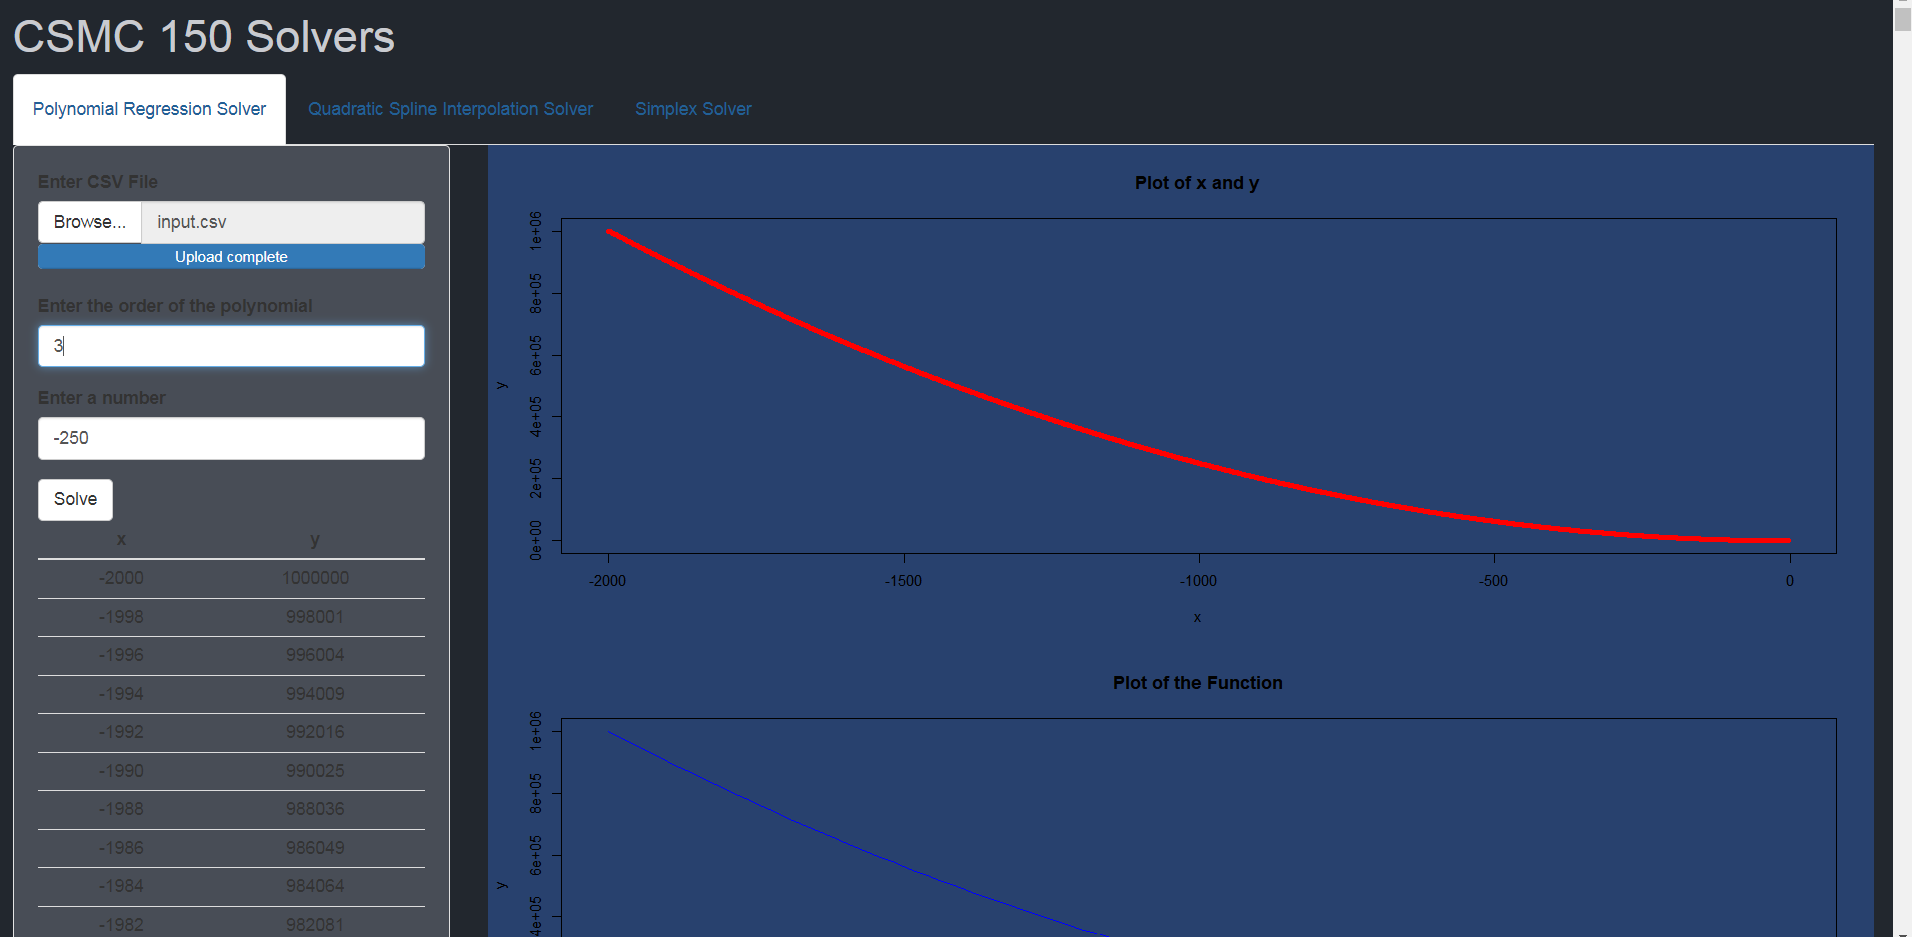 CSMC 150 Solvers
Polynomial Regression Solver Quadratic Spline Interpolation Solver Simplex Solver
Enter CSV File
Browse... input.csv
Upload complete
Enter the order of the polynomial
3
Enter a number
-250
Solve
x y
-2000 1000000
-1998 998001
-1996 996004
-1994 994009
-1992 992016
-1990 990025
-1988 988036
-1986 986049
-1984 984064
-1982 982081
Plot of x and y
1e+06
8e+05
6e+05
4e+05
2e+05
0e+00
y
-2000 -1500 -1000 -500 0
x
Plot of the Function
1e+06
8e+05
6e+05
4e+05
y